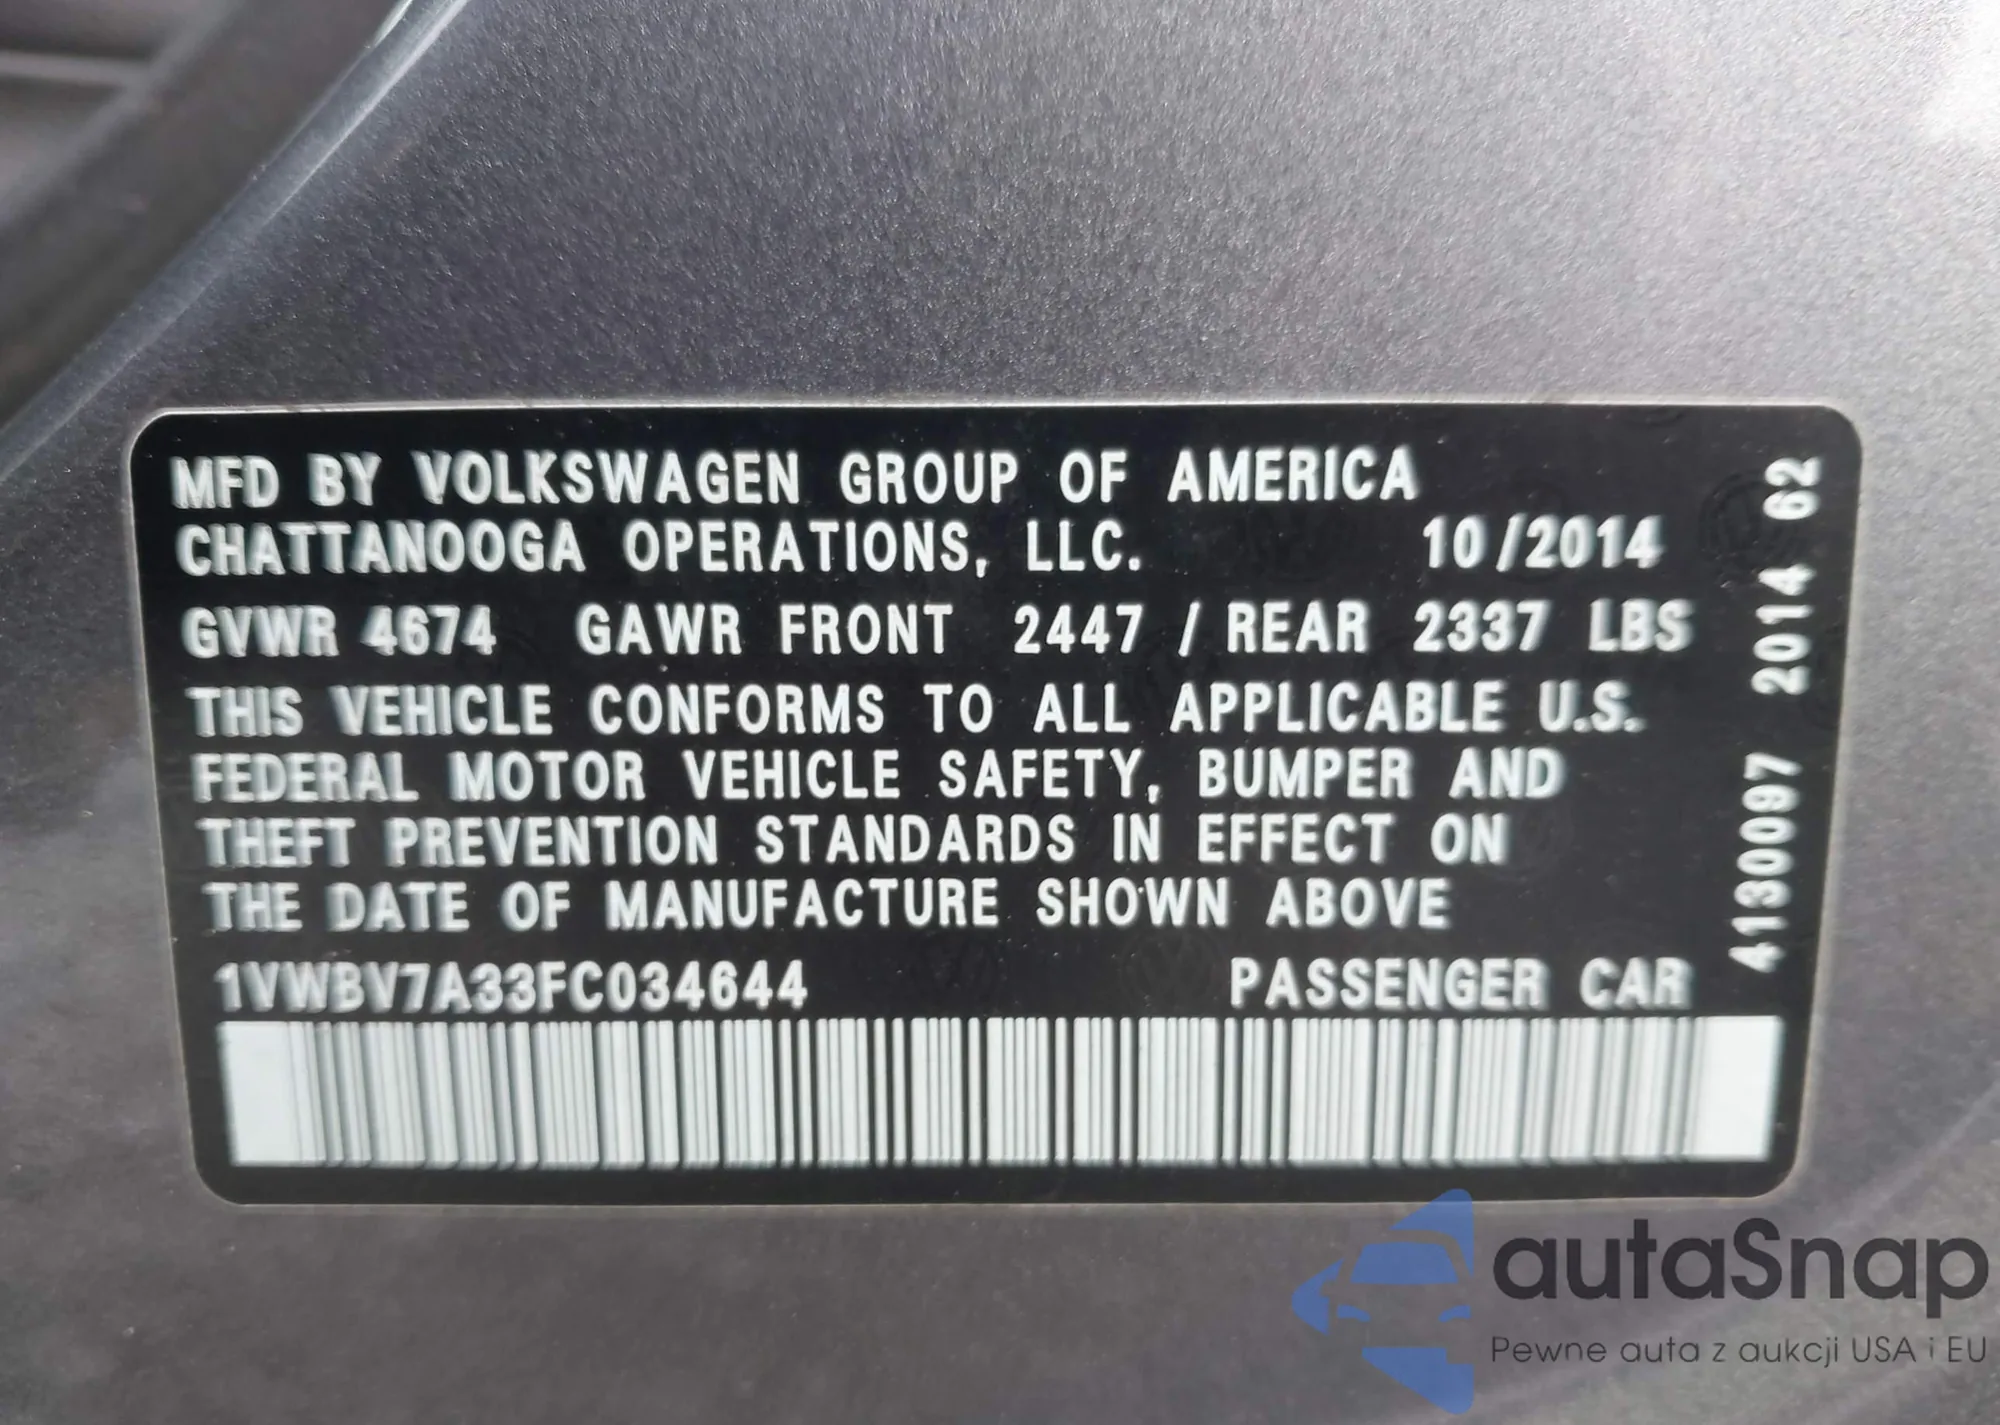 MFD BY VOLKSWAGEN GROUP OF AMERICA
CHATTANOOGA OPERATIONS, LLC. 10/2014
GVWR 4674 GAWR FRONT 2447 / REAR 2337 LBS
THIS VEHICLE CONFORMS TO ALL APPLICABLE U.S.
FEDERAL MOTOR VEHICLE SAFETY, BUMPER AND
THEFT PREVENTION STANDARDS IN EFFECT ON
THE DATE OF MANUFACTURE SHOWN ABOVE
1VWBV7A33FC034644 PASSENGER CAR
4130097 2014 62
autaSnap
Pewne auta z aukcji USA i EU